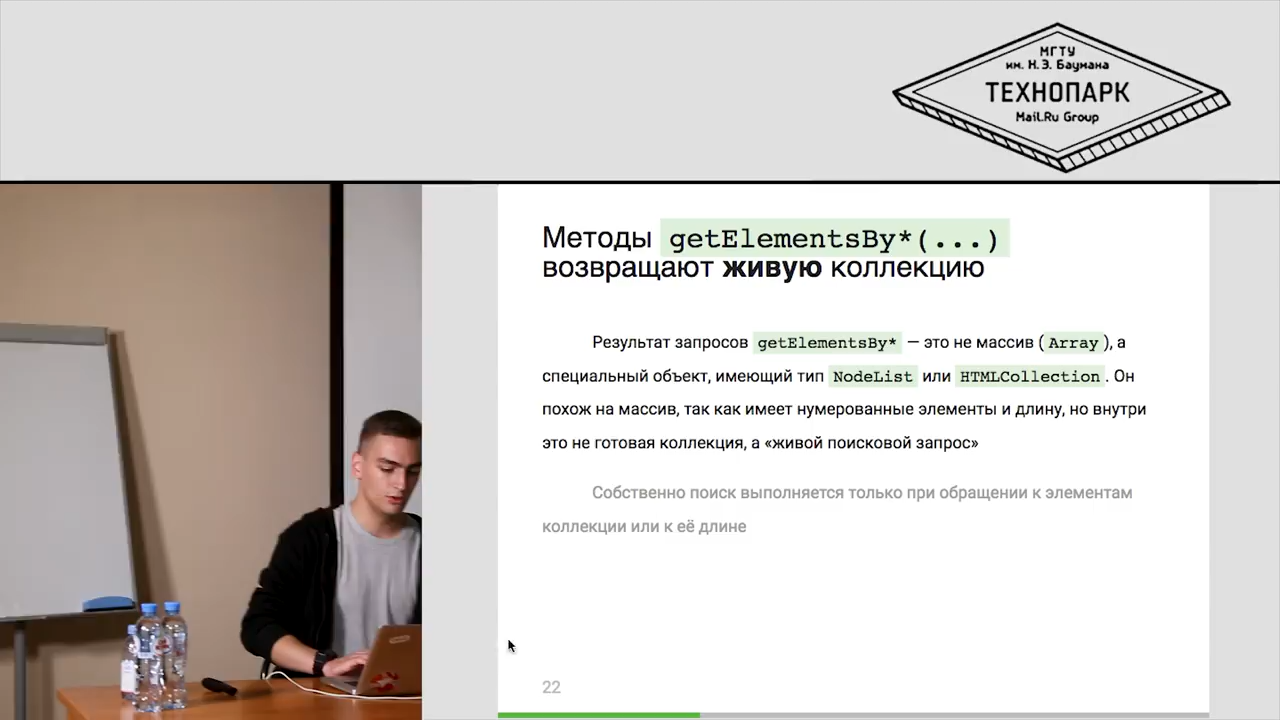 МГТУ
им. Н.Э. Баумана
ТЕХНОПАРК
Mail.Ru Group
Методы getElementsBy*(...)
возвращают живую коллекцию
Результат запросов getElementsBy* — это не массив ( Array ), а
специальный объект, имеющий тип NodeList или HTMLCollection . Он
похож на массив, так как имеет нумерованные элементы и длину, но внутри
это не готовая коллекция, а «живой поисковой запрос»
Собственно поиск выполняется только при обращении к элементам
коллекции или к её длине
22